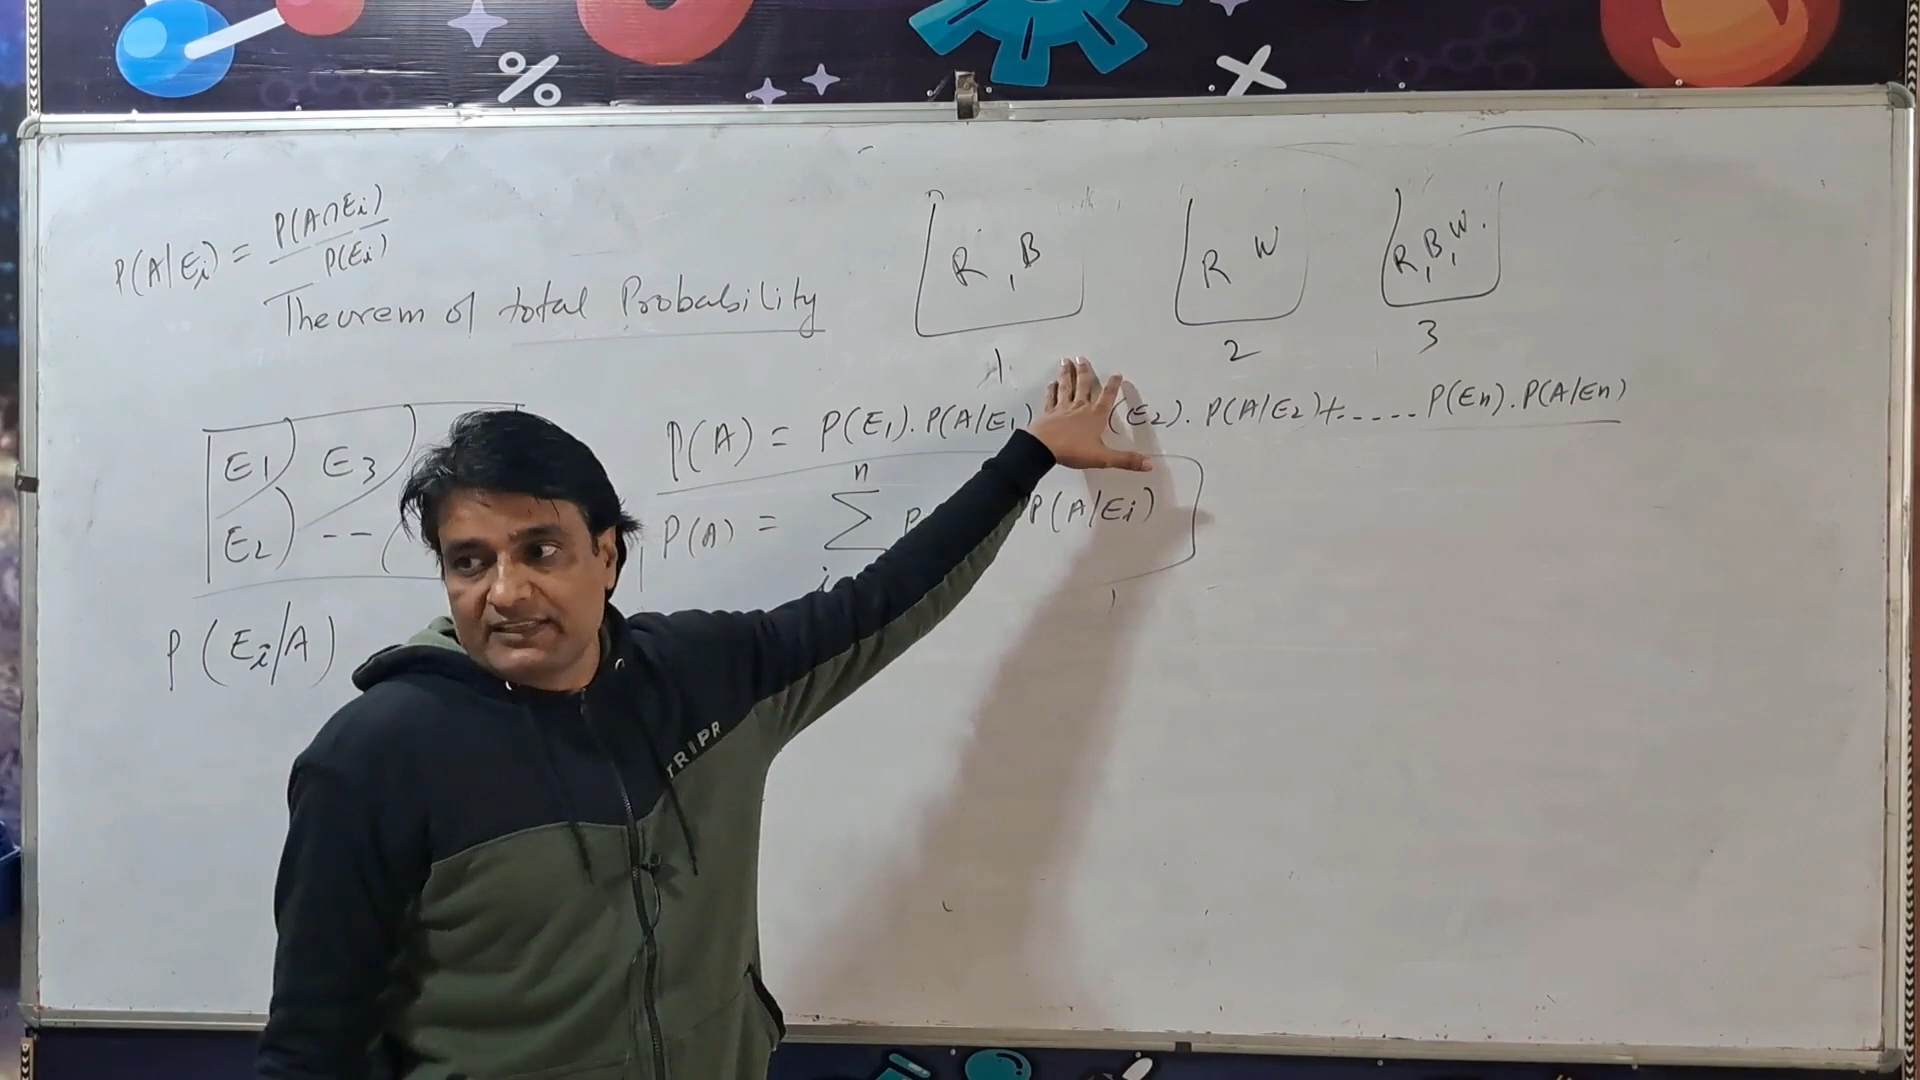 P(A|Ei) = P(A∩Ei) / P(Ei)
Theorem of total Probability
R, B
1
R W
2
R, B, W.
3
E1 E3
E2 --
P(A) = P(E1). P(A/E1) (E2). P(A/E2)+..... P(En). P(A/En)
P(A) = n Σ i P P(A/Ei)
P(Ei/A)
TRIPR
%